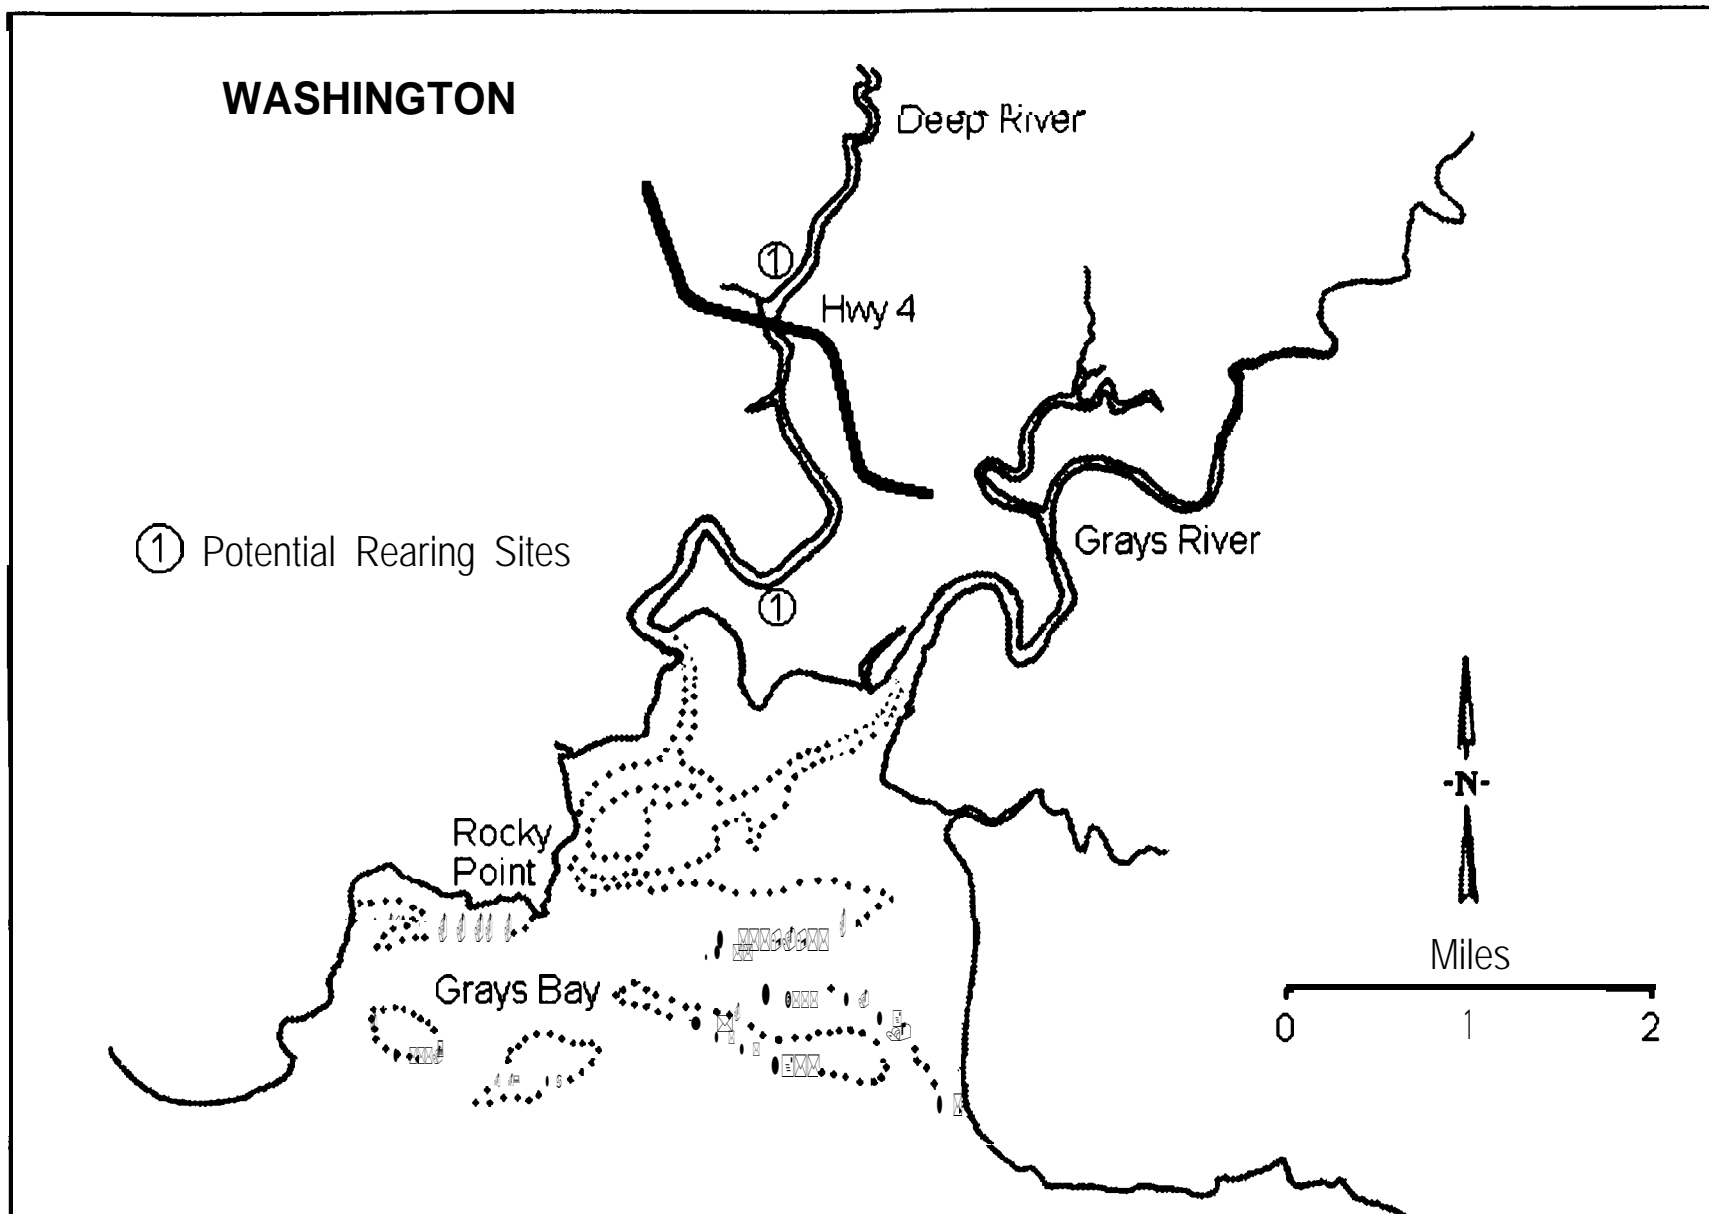 WASHINGTON
Deep River
1
Hwy 4
1 Potential Rearing Sites
Grays River
1
-N-
Rocky
Point
Miles
Grays Bay
0 1 2